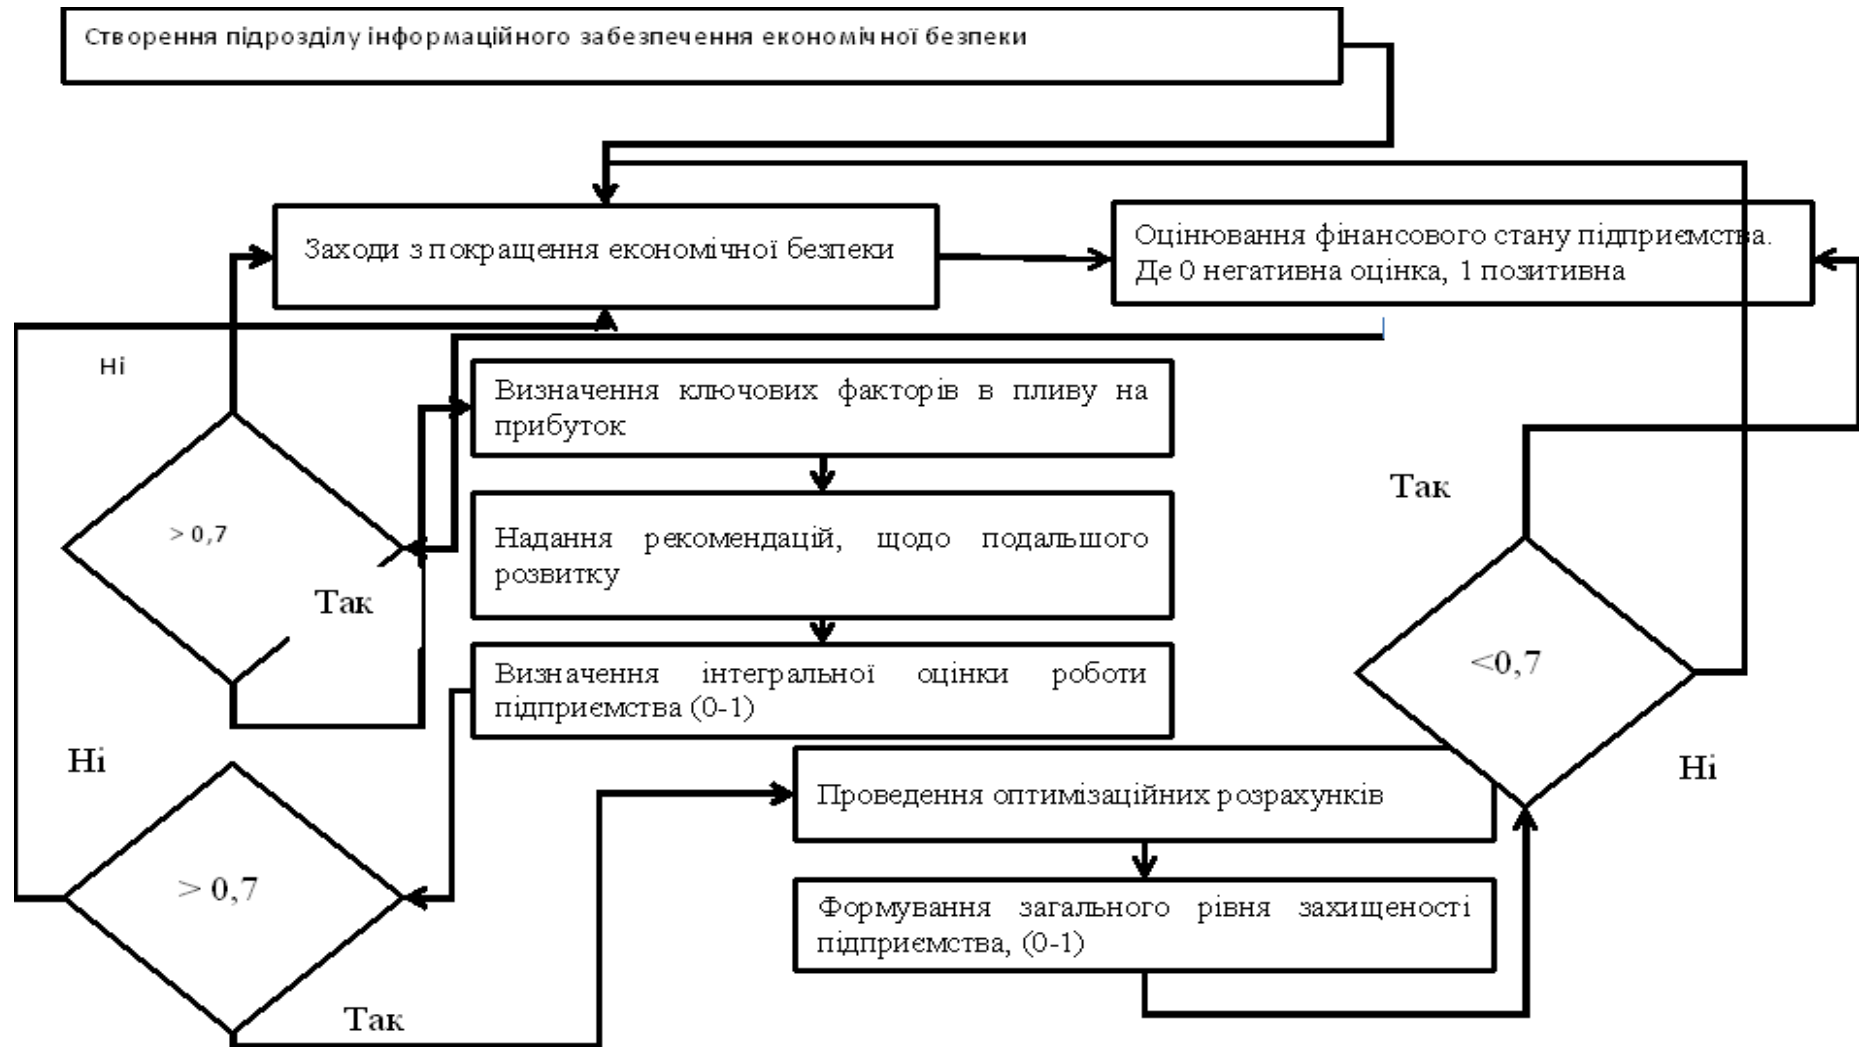 Створення підрозділу інформаційного забезпечення економічної безпеки
Заходи з покращення економічної безпеки
Оцінювання фінансового стану підприємства.
Де 0 негативна оцінка, 1 позитивна
Ні
Визначення ключових факторів в пливу на
прибуток
Так
> 0,7
Надання рекомендацій, щодо подальшого
розвитку
Так
<0,7
Визначення інтегральної оцінки роботи
підприємства (0-1)
Ні
Ні
Проведення оптимізаційних розрахунків
> 0,7
Формування загального рівня захищеності
підприємства, (0-1)
Так